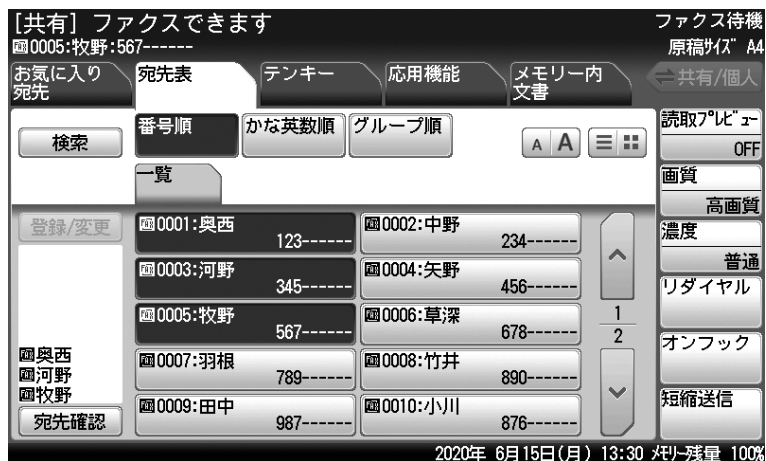 [共有] ファクスできます
ファクス待機
0005:牧野:567------
原稿サイズ A4
お気に入り
宛先
宛先表
テンキー
応用機能
メモリー内
文書
共有/個人
検索
番号順
かな英数順
グループ順
A A
読取プレビュー
OFF
一覧
画質
高画質
登録/変更
0001:奥西
123------
0002:中野
234------
濃度
普通
0003:河野
345------
0004:矢野
456------
リダイヤル
0005:牧野
567------
0006:草深
678------
1
2
オンフック
奥西
河野
牧野
0007:羽根
789------
0008:竹井
890------
短縮送信
宛先確認
0009:田中
987------
0010:小川
876------
2020年 6月15日(月) 13:30 メモリー残量 100%